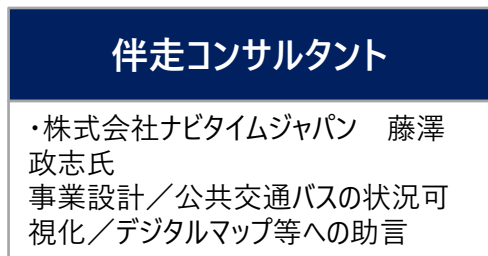 伴走コンサルタント
・株式会社ナビタイムジャパン　藤澤
政志氏
事業設計／公共交通バスの状況可
視化／デジタルマップ等への助言